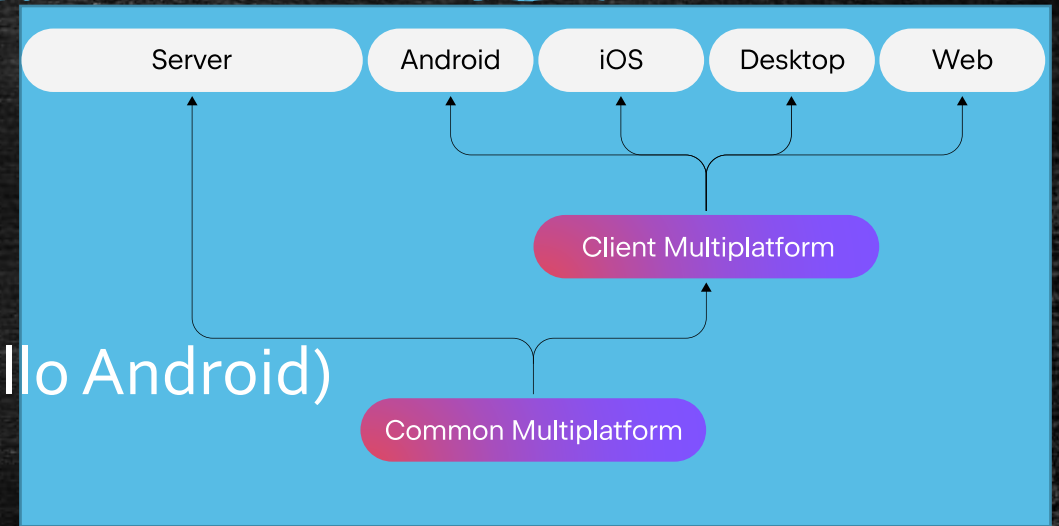 Server
Android
iOS
Desktop
Web
Client Multiplatform
llo Android)
Common Multiplatform